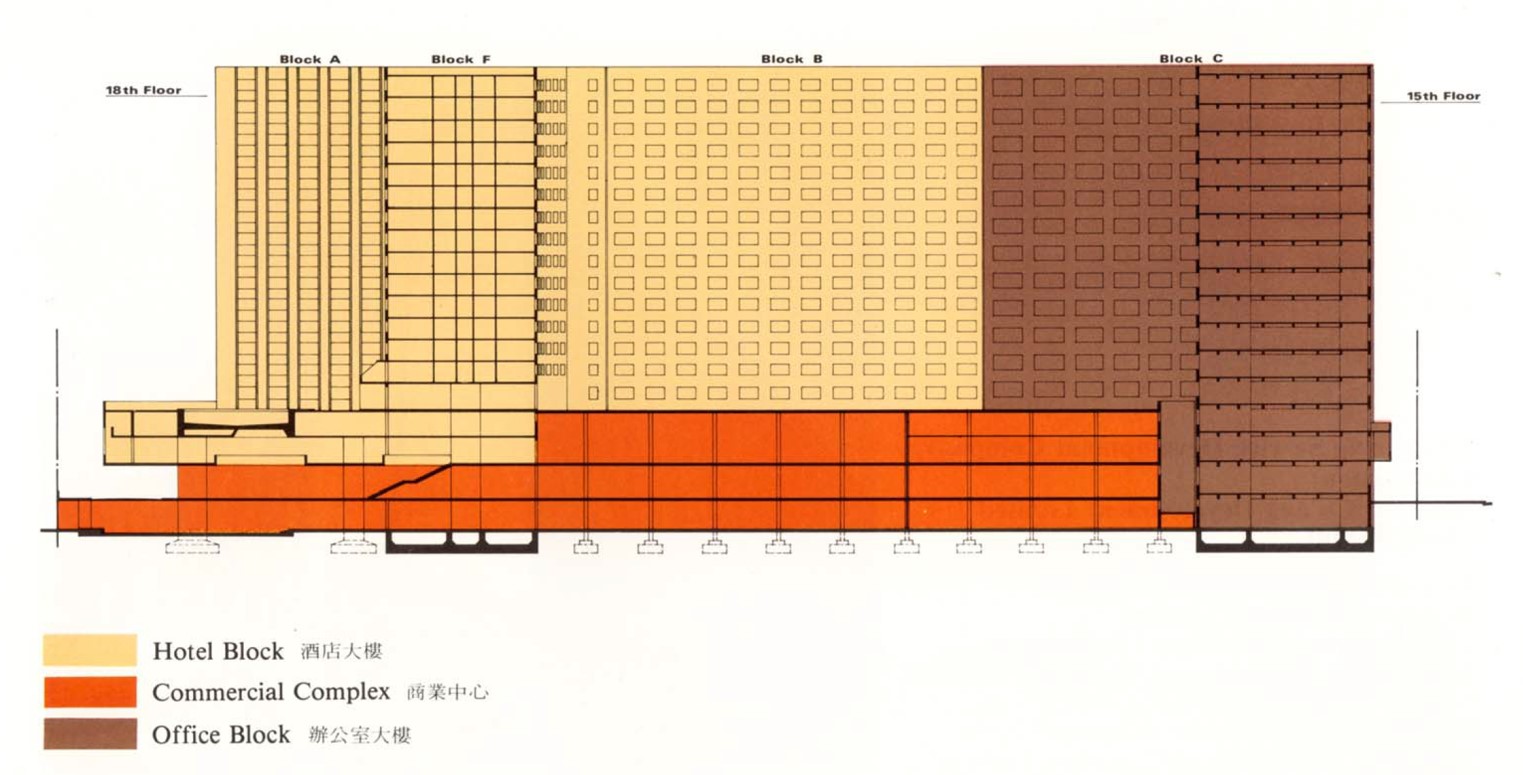 Block A
Block F
Block B
Block C
18th Floor
15th Floor
Hotel Block 酒店大樓
Commercial Complex 商業中心
Office Block 辦公室大樓